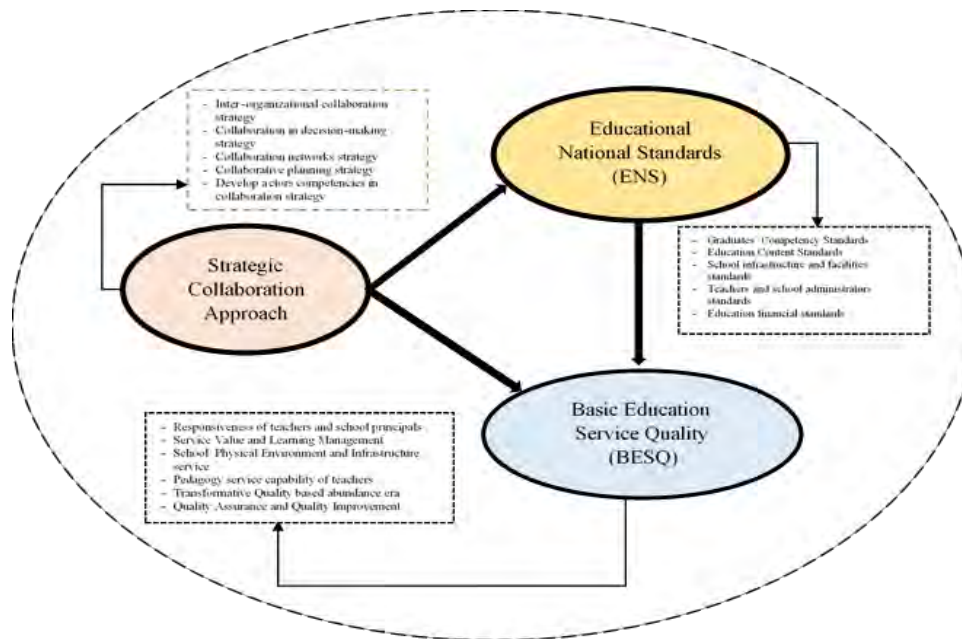 - Inter-organizational collaboration
strategy
- Collaboration in decision-making
strategy
- Collaboration networks strategy
- Collaborative planning strategy
- Develop actors competencies in
collaboration strategy
Educational
National Standards
(ENS)
- Graduates' Competency Standards
- Education Content Standards
- School infrastructure and facilities
standards
- Teachers and school administrators
standards
- Education financial standards
Strategic
Collaboration
Approach
Basic Education
Service Quality
(BESQ)
- Responsiveness of teachers and school principals
- Service Value and Learning Management
- School Physical Environment and Infrastructure
service
- Pedagogy service capability of teachers
- Transformative Quality based abundance era
- Quality Assurance and Quality Improvement